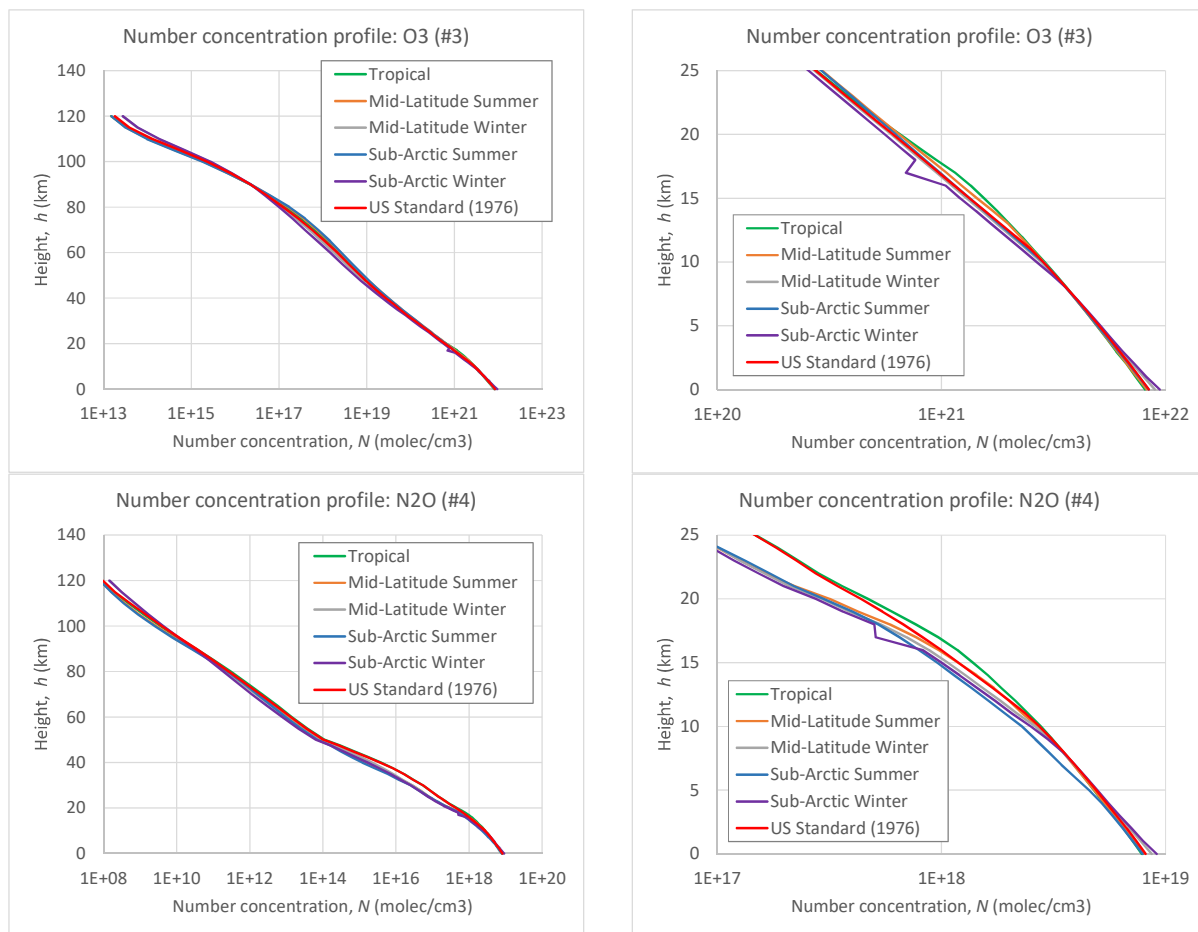 Number concentration profile: O3 (#3)
140
120
100
80
60
40
20
0
Height, h (km)
Tropical
Mid-Latitude Summer
Mid-Latitude Winter
Sub-Arctic Summer
Sub-Arctic Winter
US Standard (1976)
1E+13 1E+15 1E+17 1E+19 1E+21 1E+23
Number concentration, N (molec/cm3)
Number concentration profile: O3 (#3)
25
20
15
10
5
0
Height, h (km)
Tropical
Mid-Latitude Summer
Mid-Latitude Winter
Sub-Arctic Summer
Sub-Arctic Winter
US Standard (1976)
1E+20 1E+21 1E+22
Number concentration, N (molec/cm3)
Number concentration profile: N2O (#4)
140
120
100
80
60
40
20
0
Height, h (km)
Tropical
Mid-Latitude Summer
Mid-Latitude Winter
Sub-Arctic Summer
Sub-Arctic Winter
US Standard (1976)
1E+08 1E+10 1E+12 1E+14 1E+16 1E+18 1E+20
Number concentration, N (molec/cm3)
Number concentration profile: N2O (#4)
25
20
15
10
5
0
Height, h (km)
Tropical
Mid-Latitude Summer
Mid-Latitude Winter
Sub-Arctic Summer
Sub-Arctic Winter
US Standard (1976)
1E+17 1E+18 1E+19
Number concentration, N (molec/cm3)